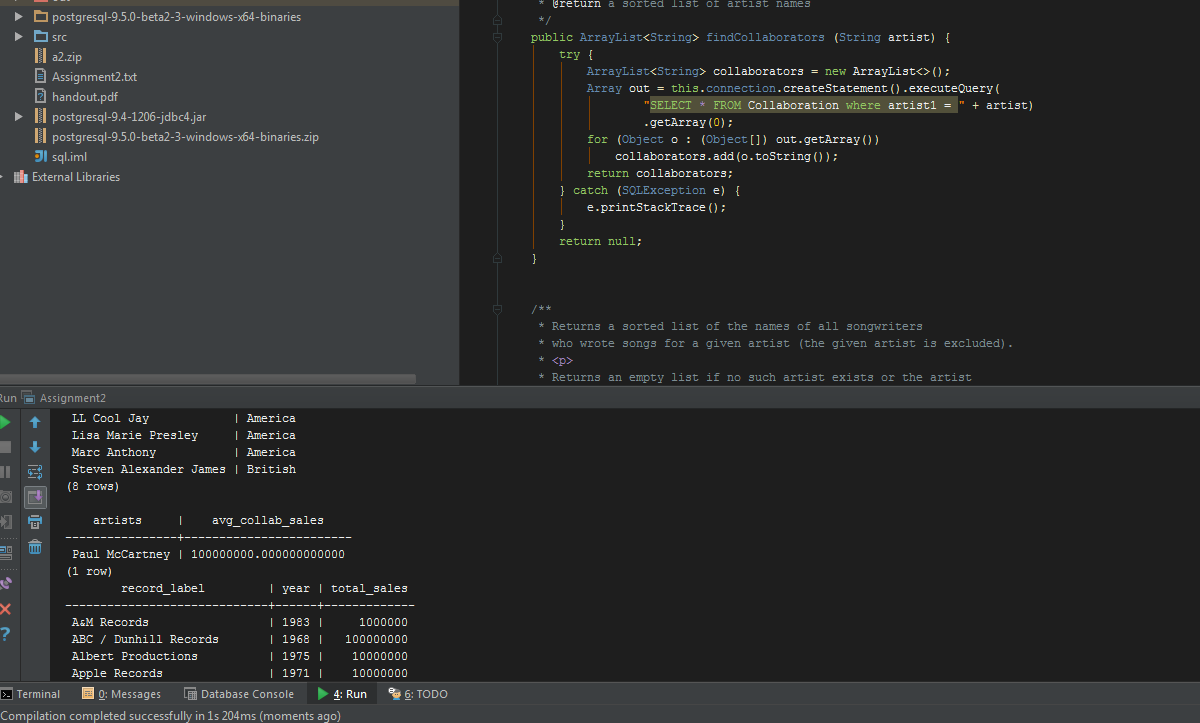 postgresql-9.5.0-beta2-3-windows-x64-binaries
src
a2.zip
Assignment2.txt
handout.pdf
postgresql-9.4-1206-jdbc4.jar
postgresql-9.5.0-beta2-3-windows-x64-binaries.zip
sql.iml
External Libraries
* @return a sorted list of artist names
*/
public ArrayList<String> findCollaborators (String artist) {
try {
ArrayList<String> collaborators = new ArrayList<>();
Array out = this.connection.createStatement().executeQuery(
"SELECT * FROM Collaboration where artist1 = " + artist)
.getArray(0);
for (Object o : (Object[]) out.getArray())
collaborators.add(o.toString());
return collaborators;
} catch (SQLException e) {
e.printStackTrace();
}
return null;
}
/**
* Returns a sorted list of the names of all songwriters
* who wrote songs for a given artist (the given artist is excluded).
* <p>
* Returns an empty list if no such artist exists or the artist
Run Assignment2
LL Cool Jay | America
Lisa Marie Presley | America
Marc Anthony | America
Steven Alexander James | British
(8 rows)
artists | avg_collab_sales
----------------+------------------------
Paul McCartney | 100000000.000000000000
(1 row)
record_label | year | total_sales
-----------------------------+------+-------------
A&M Records | 1983 | 1000000
ABC / Dunhill Records | 1968 | 100000000
Albert Productions | 1975 | 10000000
Apple Records | 1971 | 10000000
Terminal 0: Messages Database Console 4: Run 6: TODO
Compilation completed successfully in 1s 204ms (moments ago)